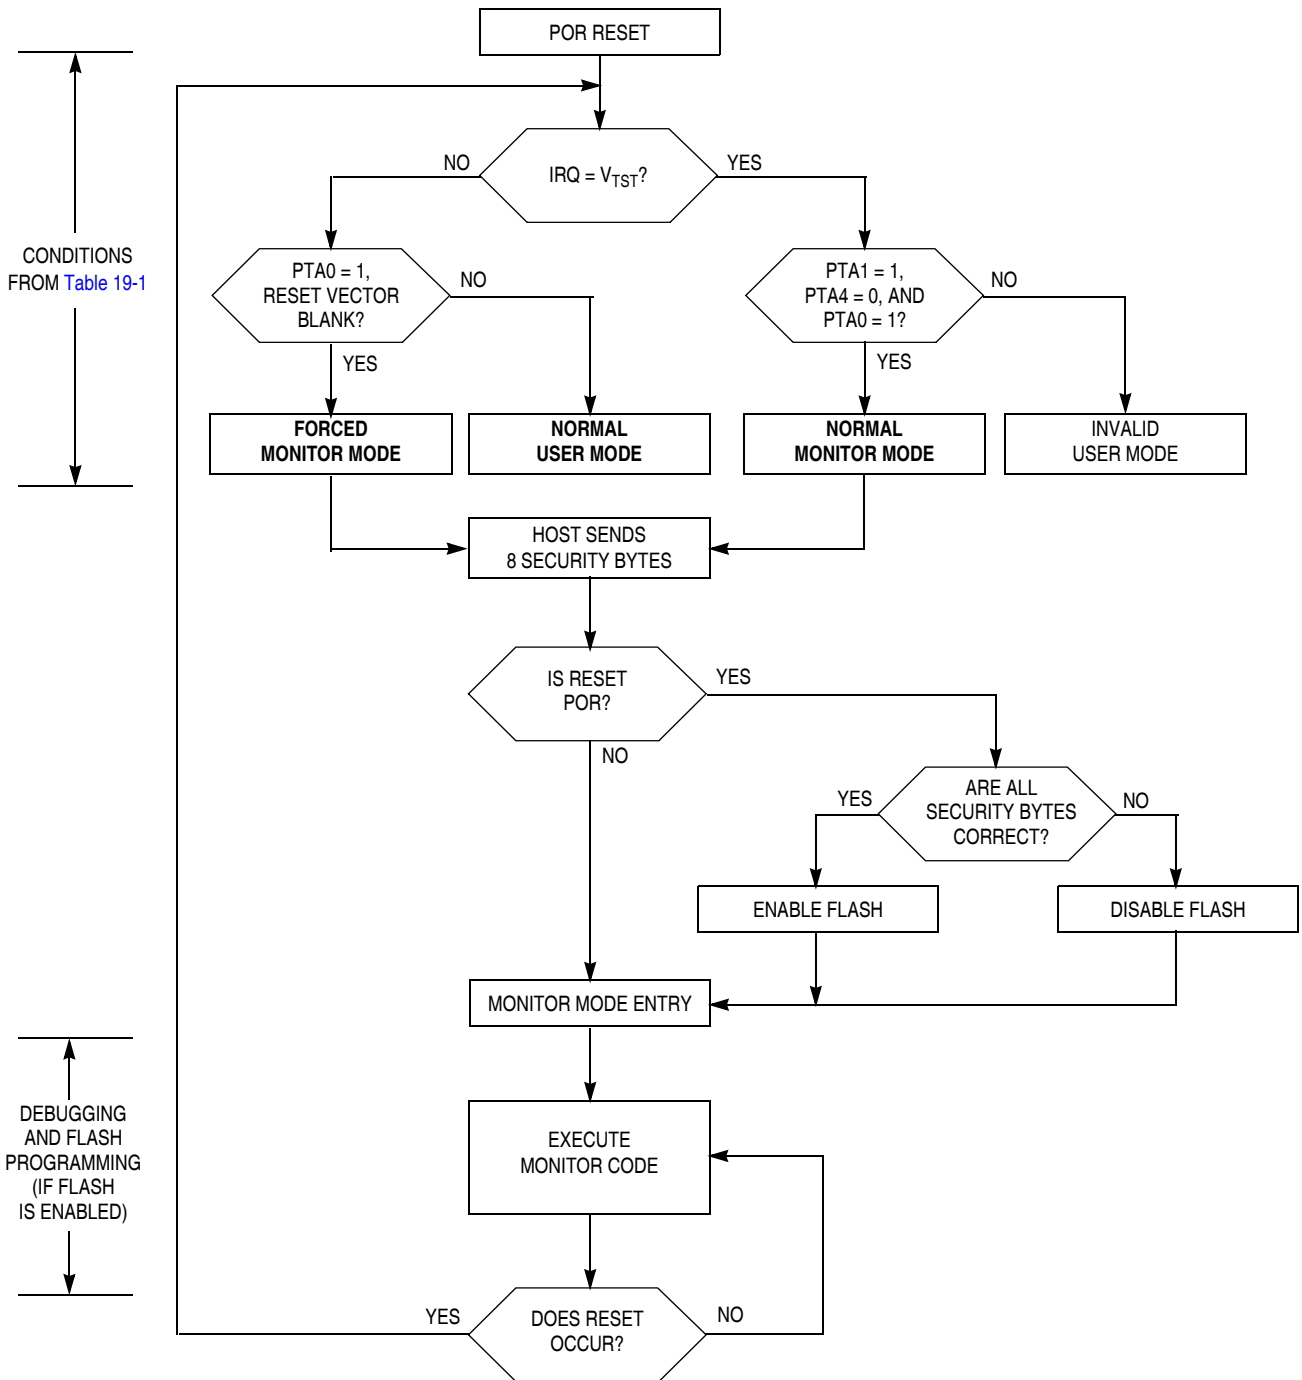 POR RESET
NO
IRQ = VTST?
YES
CONDITIONS
FROM Table 19-1
PTA0 = 1,
RESET VECTOR
BLANK?
NO
YES
PTA1 = 1,
PTA4 = 0, AND
PTA0 = 1?
NO
YES
FORCED
MONITOR MODE
NORMAL
USER MODE
NORMAL
MONITOR MODE
INVALID
USER MODE
HOST SENDS
8 SECURITY BYTES
IS RESET
POR?
YES
NO
ARE ALL
SECURITY BYTES
CORRECT?
YES
NO
ENABLE FLASH
DISABLE FLASH
MONITOR MODE ENTRY
DEBUGGING
AND FLASH
PROGRAMMING
(IF FLASH
IS ENABLED)
EXECUTE
MONITOR CODE
YES
DOES RESET
OCCUR?
NO